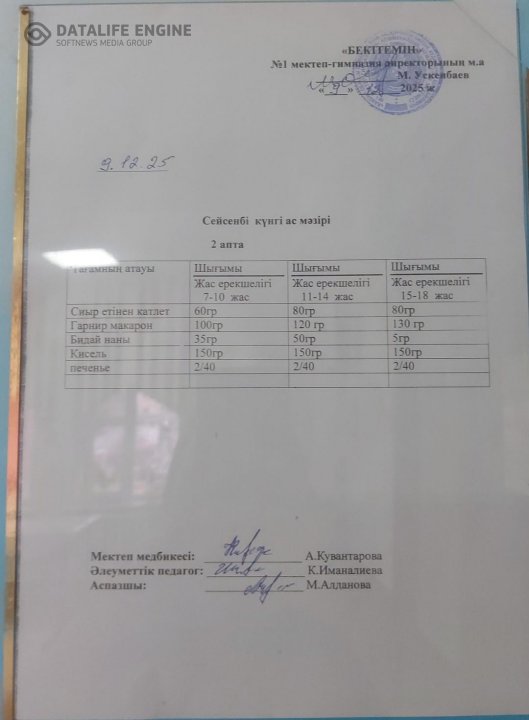 DATALIFE ENGINE
SOFTNEWS MEDIA GROUP
«БЕКІТЕМІН»
№1 мектеп-гимназия директорының м.а
М. Ускенбаев
« 9 » 12 2025 ж
9.12.25
Сейсенбі күнгі ас мәзірі
2 апта
Тағамның атауы Шығымы Шығымы Шығымы
Жас ерекшелігі Жас ерекшелігі Жас ерекшелігі
7-10 жас 11-14 жас 15-18 жас
Сиыр етінен катлет 60гр 80гр 80гр
Гарнир макарон 100гр 120 гр 130 гр
Бидай наны 35гр 50гр 5гр
Кисель 150гр 150гр 150гр
печенье 2/40 2/40 2/40
Мектеп медбикесі: А.Кувантарова
Әлеуметтік педагог: К.Иманалиева
Аспазшы: М.Алданова